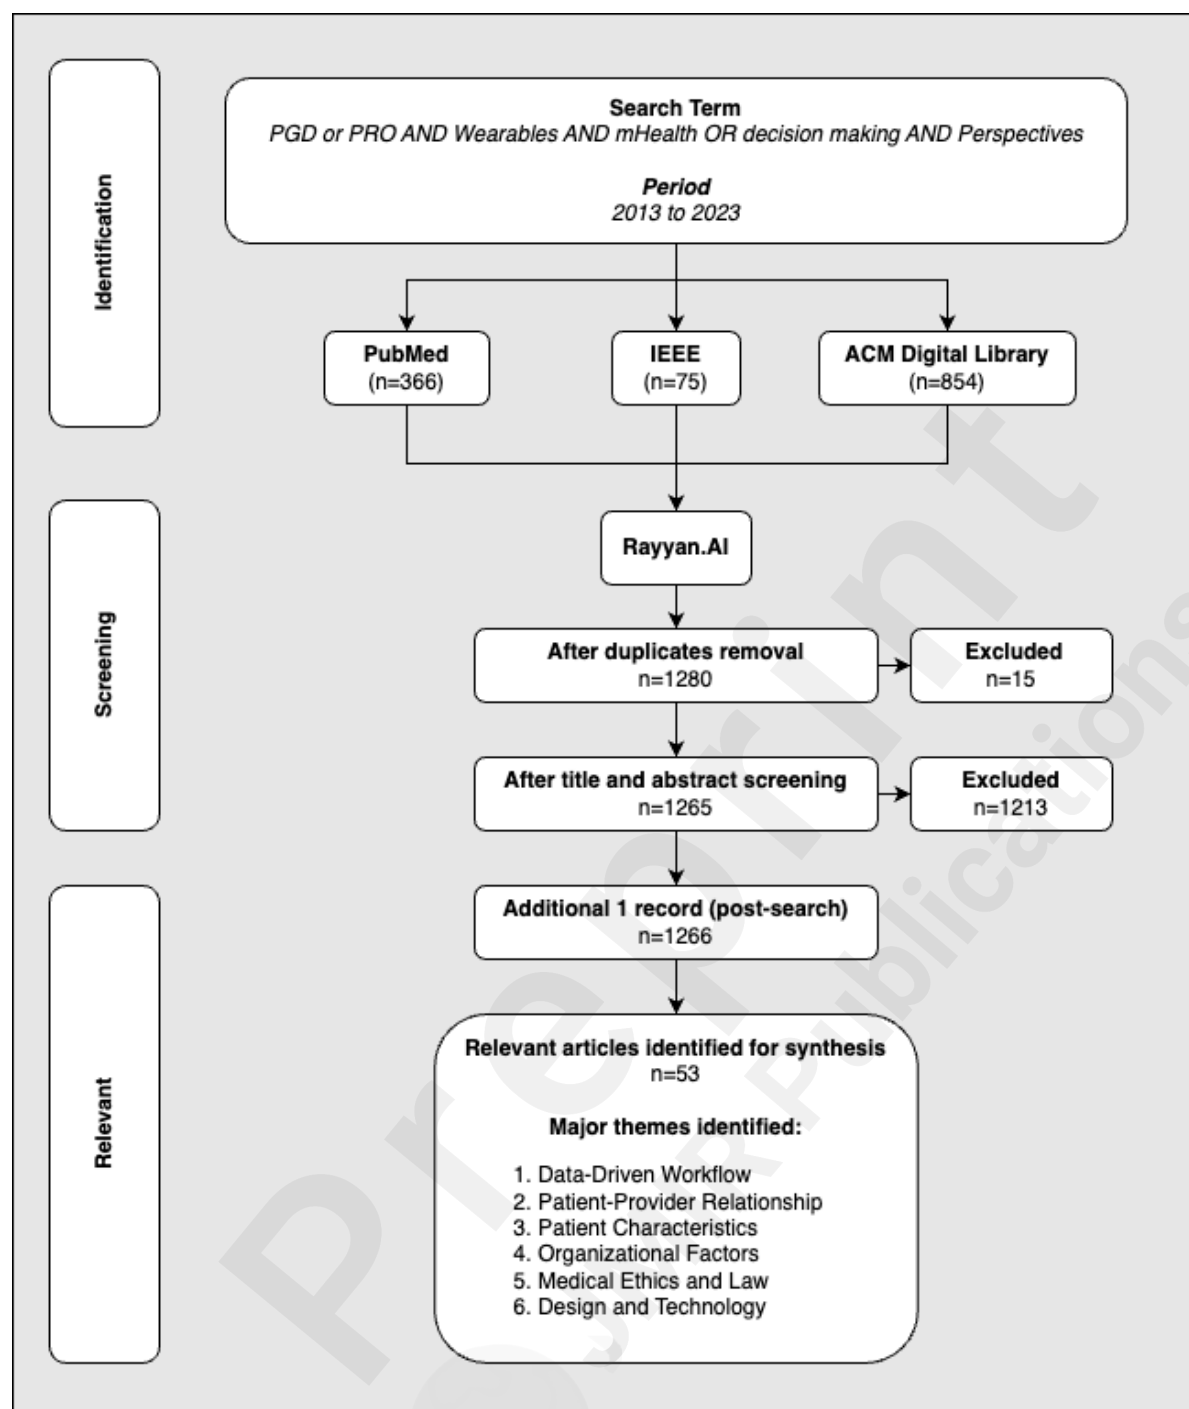 Identification
Search Term
PGD or PRO AND Wearables AND mHealth OR decision making AND Perspectives
Period
2013 to 2023
PubMed
(n=366)
IEEE
(n=75)
ACM Digital Library
(n=854)
Screening
Rayyan.AI
After duplicates removal
n=1280
Excluded
n=15
After title and abstract screening
n=1265
Excluded
n=1213
Relevant
Additional 1 record (post-search)
n=1266
Relevant articles identified for synthesis
n=53
Major themes identified:
1. Data-Driven Workflow
2. Patient-Provider Relationship
3. Patient Characteristics
4. Organizational Factors
5. Medical Ethics and Law
6. Design and Technology
Preprint
JMIR Publications